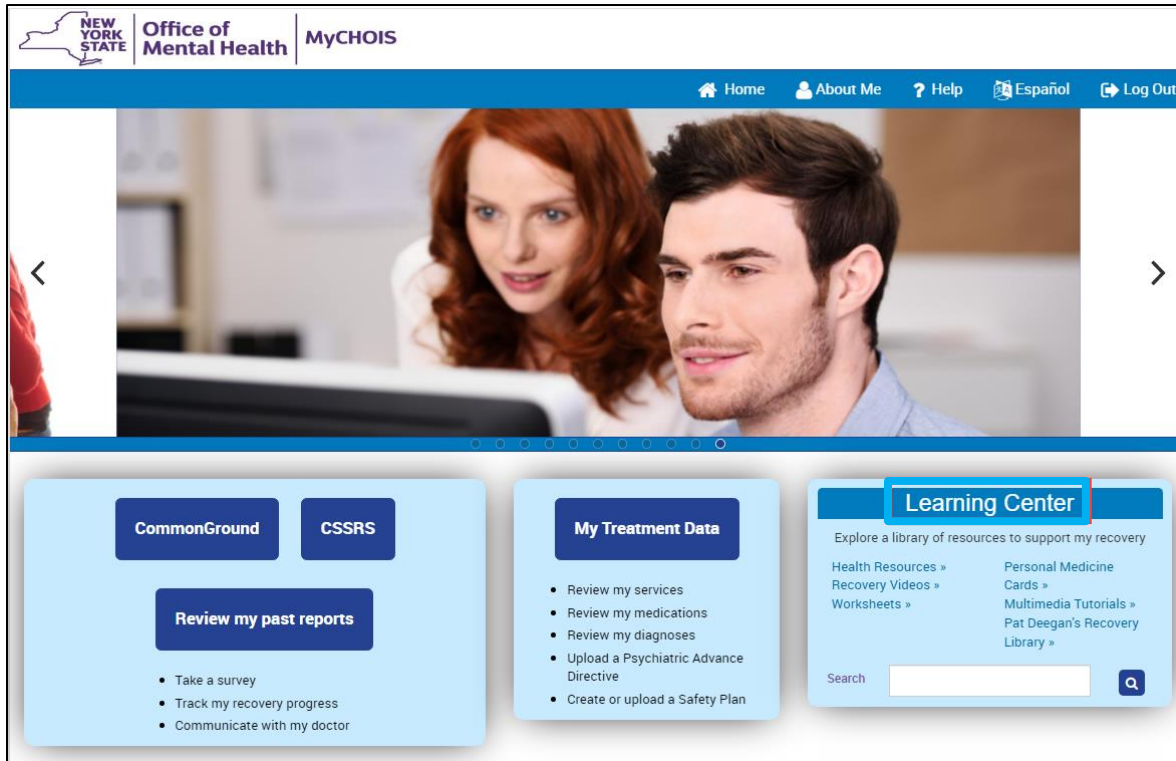 NEW
YORK
STATE
Office of
Mental Health
MyCHOIS
Home
About Me
? Help
Español
Log Out
CommonGround
CSSRS
Review my past reports
• Take a survey
• Track my recovery progress
• Communicate with my doctor
My Treatment Data
• Review my services
• Review my medications
• Review my diagnoses
• Upload a Psychiatric Advance
Directive
• Create or upload a Safety Plan
Learning Center
Explore a library of resources to support my recovery
Health Resources »
Recovery Videos »
Worksheets »
Personal Medicine
Cards »
Multimedia Tutorials »
Pat Deegan's Recovery
Library »
Search